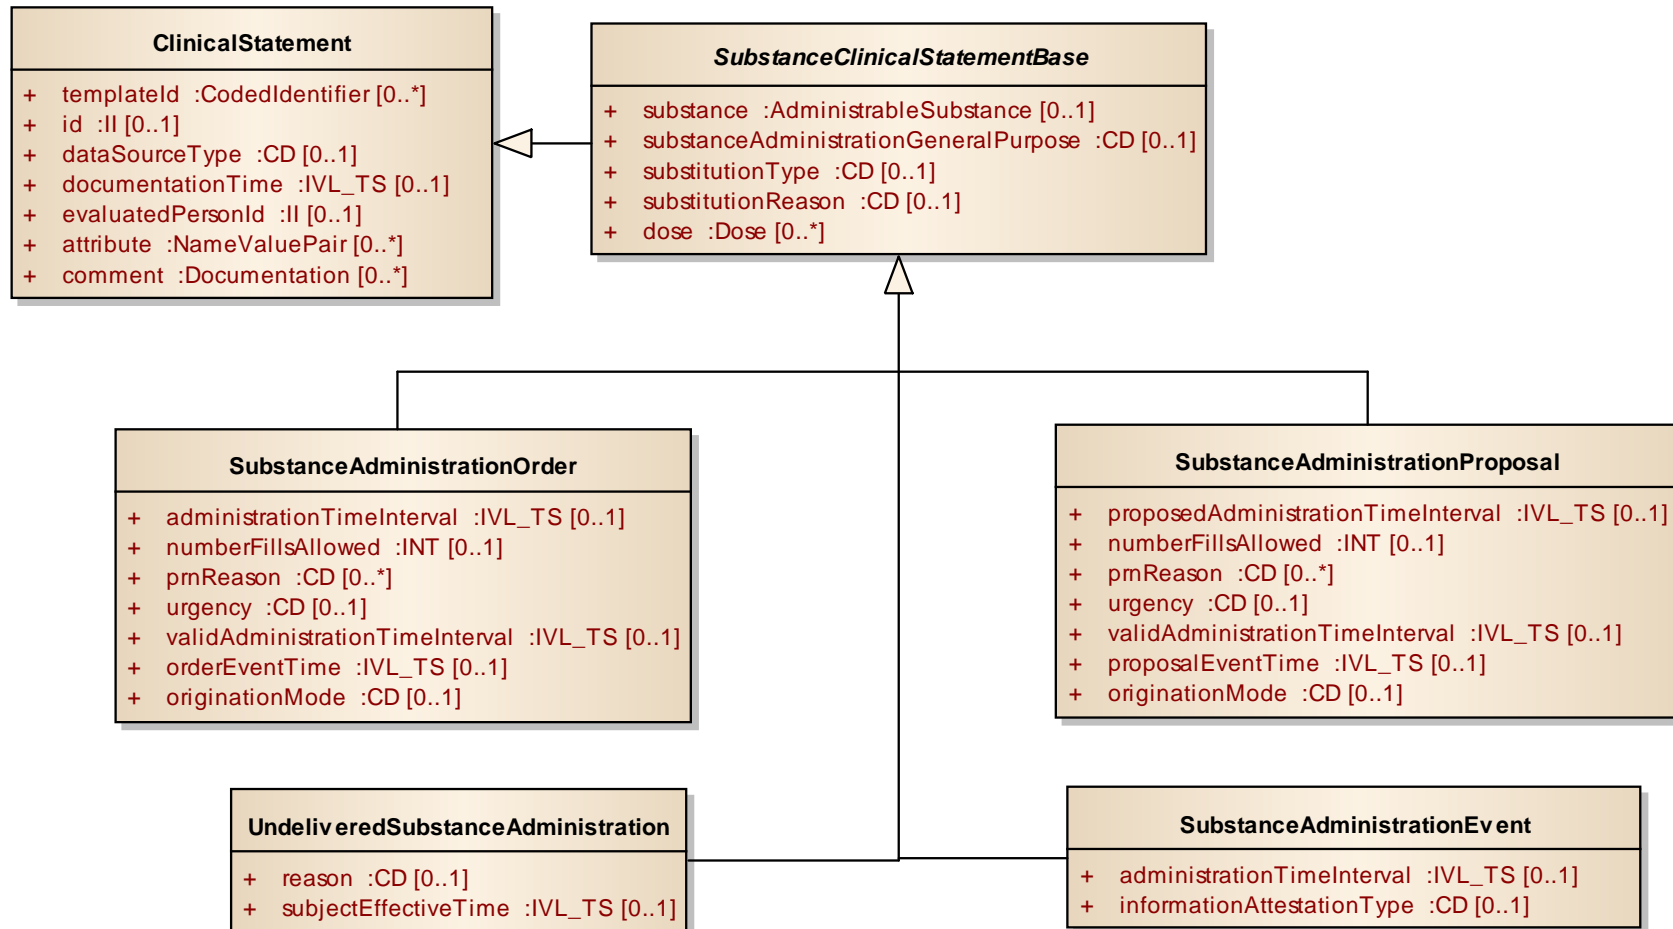 ClinicalStatement
+ templateId :CodedIdentifier [0..*]
+ id :II [0..1]
+ dataSourceType :CD [0..1]
+ documentationTime :IVL_TS [0..1]
+ evaluatedPersonId :II [0..1]
+ attribute :NameValuePair [0..*]
+ comment :Documentation [0..*]
SubstanceClinicalStatementBase
+ substance :AdministrableSubstance [0..1]
+ substanceAdministrationGeneralPurpose :CD [0..1]
+ substitutionType :CD [0..1]
+ substitutionReason :CD [0..1]
+ dose :Dose [0..*]
SubstanceAdministrationOrder
+ administrationTimeInterval :IVL_TS [0..1]
+ numberFillsAllowed :INT [0..1]
+ prnReason :CD [0..*]
+ urgency :CD [0..1]
+ validAdministrationTimeInterval :IVL_TS [0..1]
+ orderEventTime :IVL_TS [0..1]
+ originationMode :CD [0..1]
SubstanceAdministrationProposal
+ proposedAdministrationTimeInterval :IVL_TS [0..1]
+ numberFillsAllowed :INT [0..1]
+ prnReason :CD [0..*]
+ urgency :CD [0..1]
+ validAdministrationTimeInterval :IVL_TS [0..1]
+ proposalEventTime :IVL_TS [0..1]
+ originationMode :CD [0..1]
UndeliveredSubstanceAdministration
+ reason :CD [0..1]
+ subjectEffectiveTime :IVL_TS [0..1]
SubstanceAdministrationEvent
+ administrationTimeInterval :IVL_TS [0..1]
+ informationAttestationType :CD [0..1]